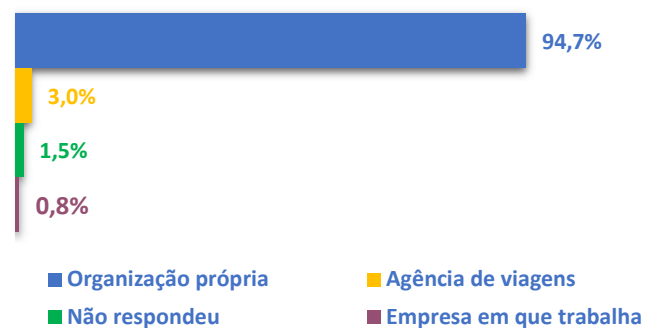 94,7%
3,0%
1,5%
0,8%
Organização própria Agência de viagens
Não respondeu Empresa em que trabalha